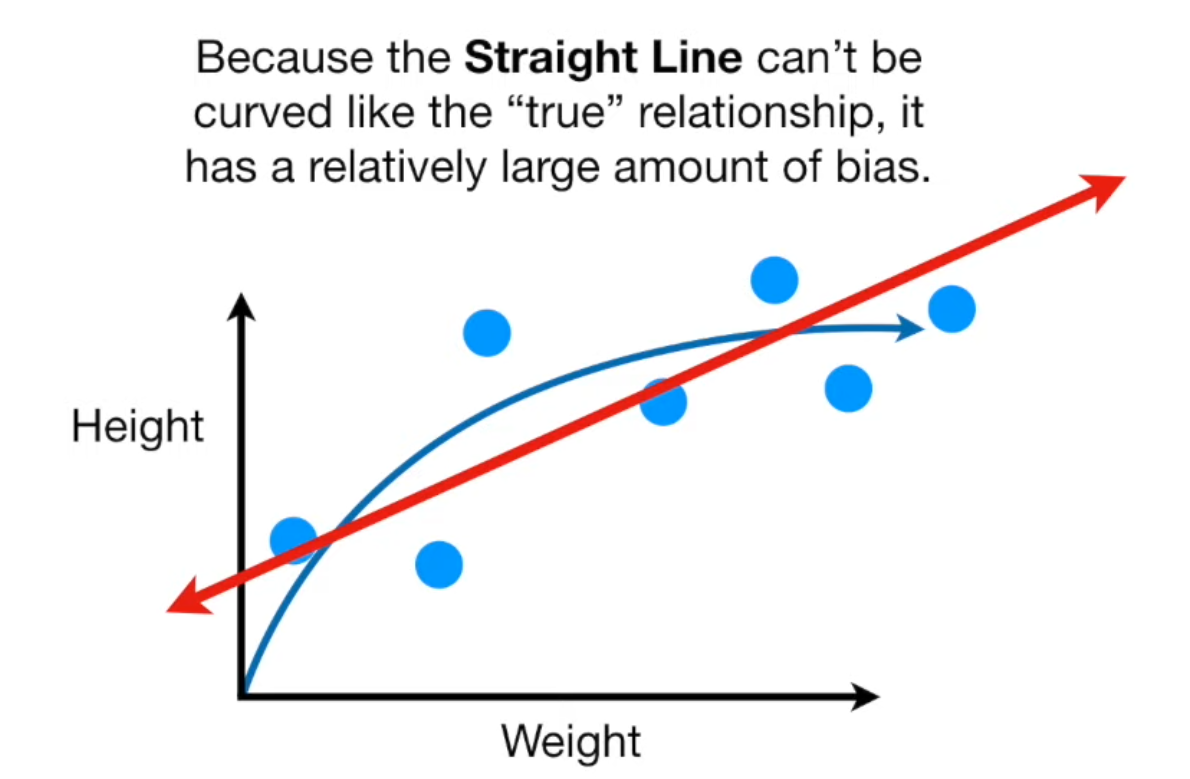 Because the Straight Line can’t be
curved like the “true” relationship, it
has a relatively large amount of bias.
Height
Weight